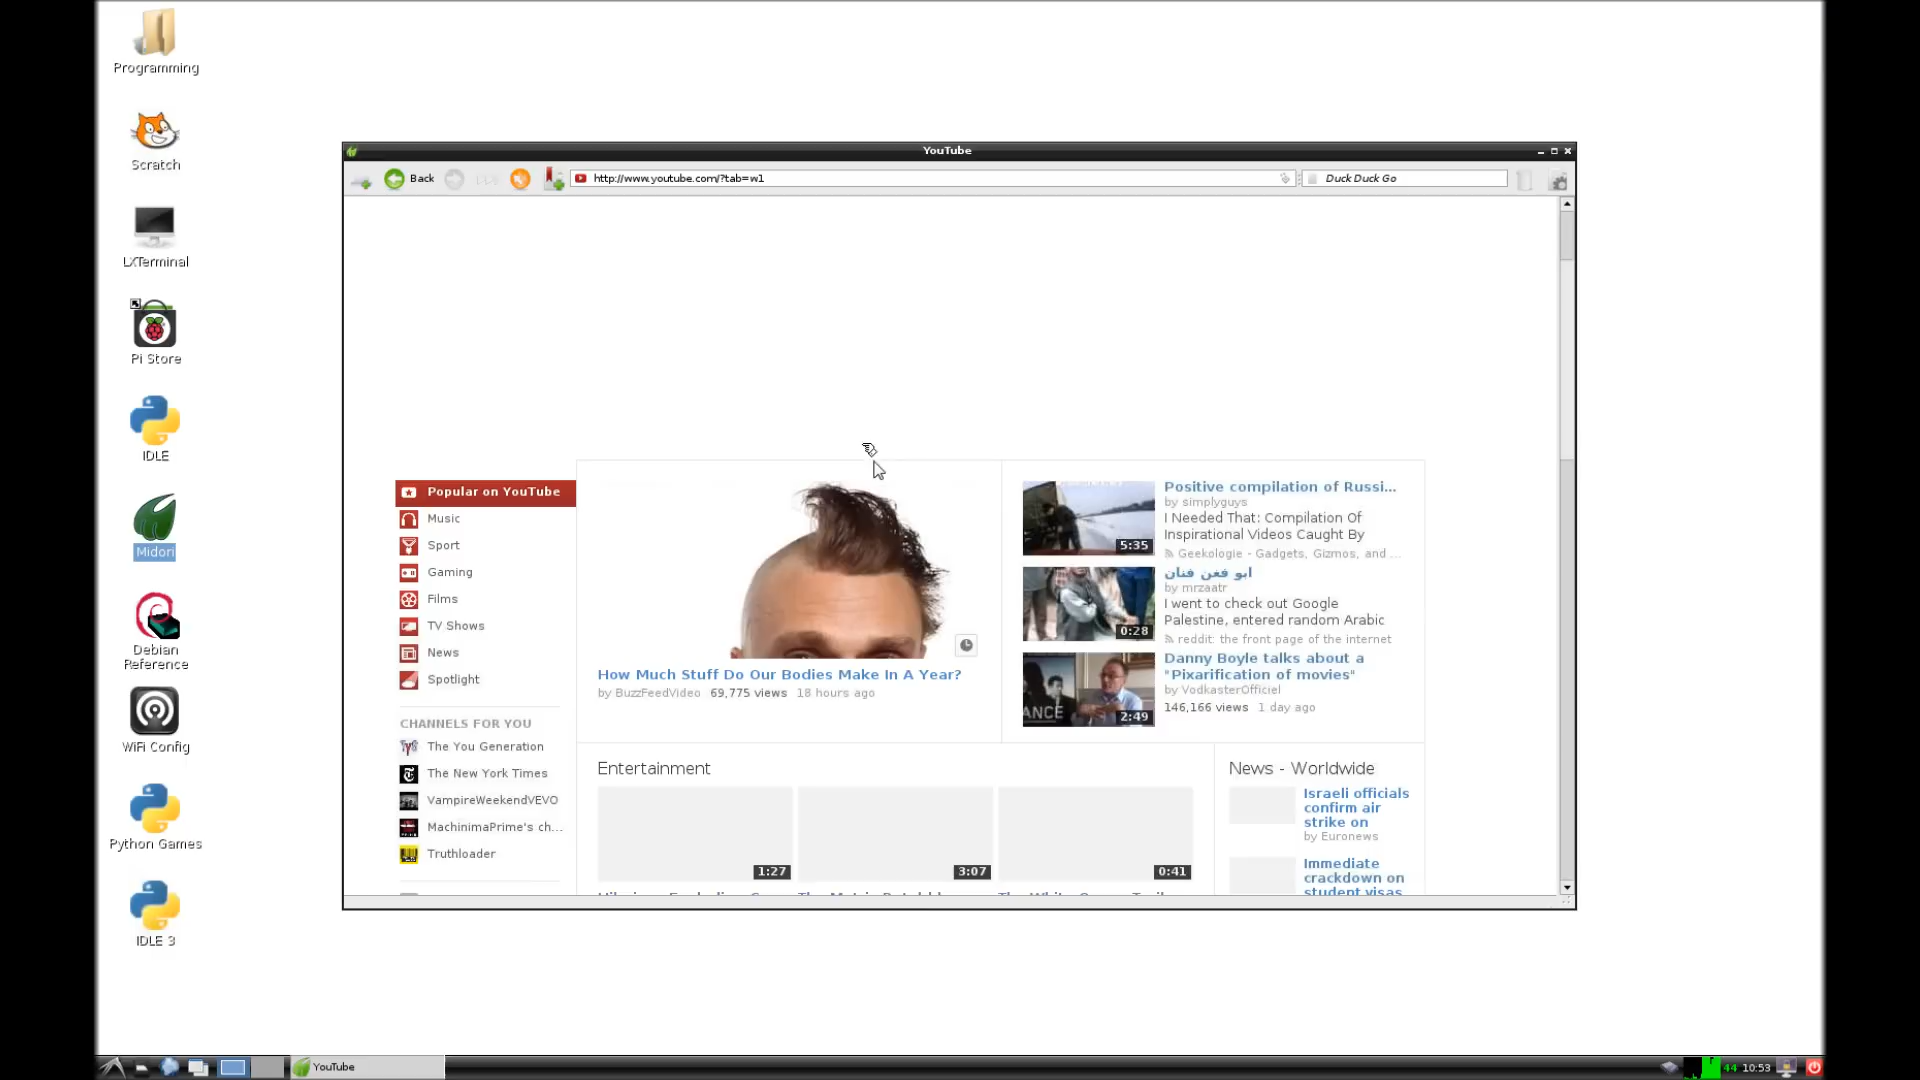 Programming
Scratch
LXTerminal
Pi Store
IDLE
Midori
Debian
Reference
WiFi Config
Python Games
IDLE 3
YouTube
Back
http://www.youtube.com/?tab=w1
Duck Duck Go
Popular on YouTube
Music
Sport
Gaming
Films
TV Shows
News
Spotlight
CHANNELS FOR YOU
The You Generation
The New York Times
VampireWeekendVEVO
MachinimaPrime's ch...
Truthloader
How Much Stuff Do Our Bodies Make In A Year?
by BuzzFeedVideo 69,775 views 18 hours ago
5:35
Positive compilation of Russi...
by simplyguys
I Needed That: Compilation Of
Inspirational Videos Caught By
Geekologie - Gadgets, Gizmos, and ...
0:28
ابو فغن فنان
by mrzaatr
I went to check out Google
Palestine, entered random Arabic
reddit: the front page of the internet
ANCE
2:49
Danny Boyle talks about a
"Pixarification of movies"
by VodkasterOfficiel
146,166 views 1 day ago
Entertainment
1:27
3:07
0:41
News - Worldwide
Israeli officials
confirm air
strike on
by Euronews
Immediate
crackdown on
student visas
YouTube
44 10:53